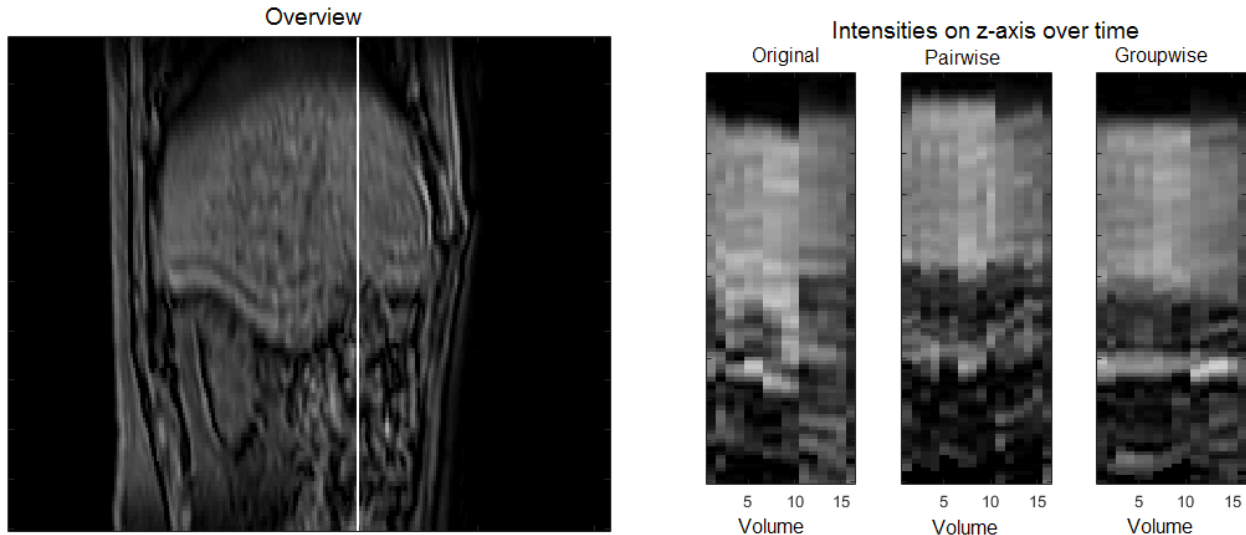 Overview
Intensities on z-axis over time
Original Pairwise Groupwise
5 10 15 5 10 15 5 10 15
Volume Volume Volume